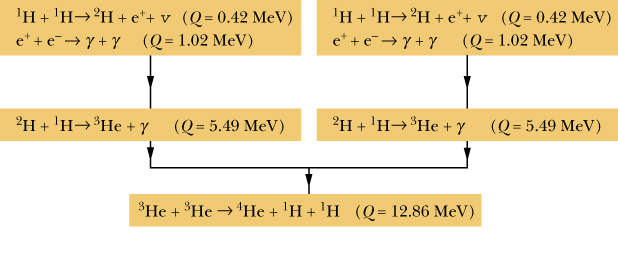 ¹H + ¹H → ²H + e⁺ + ν (Q = 0.42 MeV)
e⁺ + e⁻ → γ + γ (Q = 1.02 MeV)
¹H + ¹H → ²H + e⁺ + ν (Q = 0.42 MeV)
e⁺ + e⁻ → γ + γ (Q = 1.02 MeV)
²H + ¹H → ³He + γ (Q = 5.49 MeV)
²H + ¹H → ³He + γ (Q = 5.49 MeV)
³He + ³He → ⁴He + ¹H + ¹H (Q = 12.86 MeV)